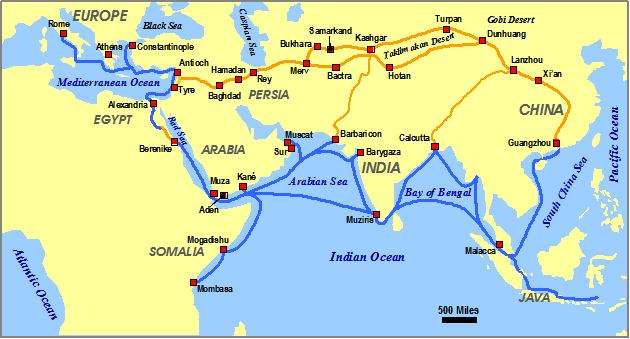 EUROPE
Rome
Black Sea
Caspian Sea
Athens
Constantinople
Samarkand
Bukhara
Kashgar
Turpan
Gobi Desert
Dunhuang
Taklimakan Desert
Antioch
Hamadan
Rey
Merv
Bactra
Hotan
Lanzhou
Xi'an
Mediterranean Ocean
Tyre
Baghdad
PERSIA
Alexandria
EGYPT
Red Sea
Berenike
ARABIA
Muscat
Sur
Barbaricon
Barygaza
INDIA
Calcutta
CHINA
Guangzhou
Pacific Ocean
Muza
Kané
Aden
Arabian Sea
Bay of Bengal
South China Sea
Muziris
SOMALIA
Mogadishu
Mombasa
Indian Ocean
Malacca
JAVA
Atlantic Ocean
500 Miles